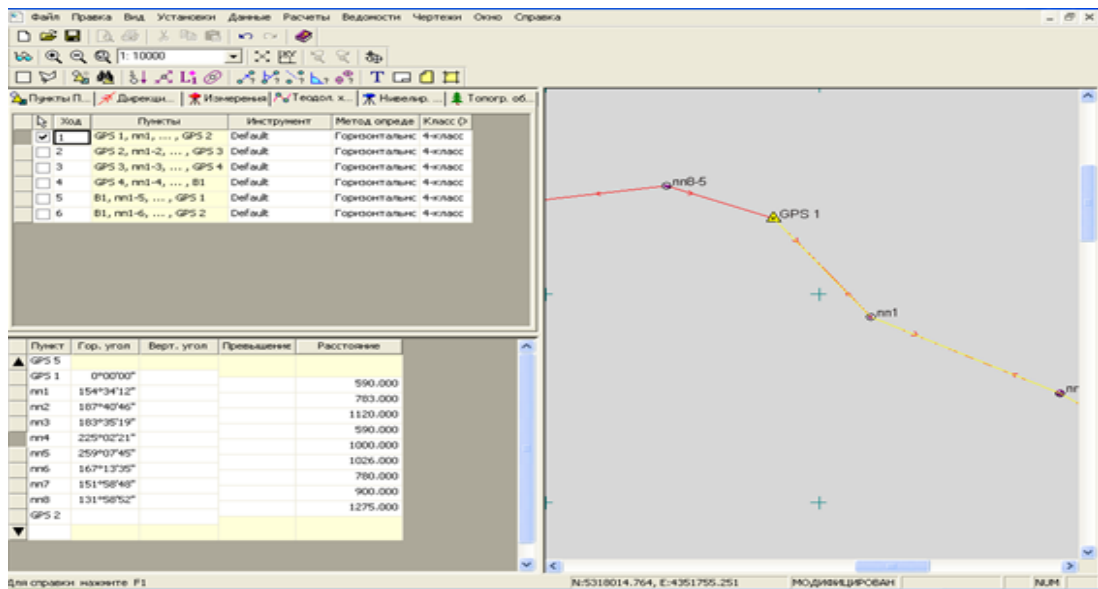 Файл Правка Вид Установки Данные Расчеты Ведомости Чертежи Окно Справка
1: 10000
Пункты П... Дирекци... Измерения Теодол. х... Нивелир. ... Топогр. об...
Ход Пункты Инструмент Метод опреде Класс (х
1 GPS 1, пп1, ... , GPS 2 Default Горизонтальнс 4-класс
2 GPS 2, пп1-2, ... , GPS 3 Default Горизонтальнс 4-класс
3 GPS 3, пп1-3, ... , GPS 4 Default Горизонтальнс 4-класс
4 GPS 4, пп1-4, ... , B1 Default Горизонтальнс 4-класс
5 B1, пп1-5, ... , GPS 1 Default Горизонтальнс 4-класс
6 B1, пп1-6, ... , GPS 2 Default Горизонтальнс 4-класс
пп8-5
GPS 1
пп1
пп
Пункт Гор. угол Верт. угол Превышение Расстояние
GPS 5
GPS 1 0°00'00"
590.000
пп1 154°34'12"
783.000
пп2 187°40'46"
1120.000
пп3 183°35'19"
590.000
пп4 225°02'21"
1000.000
пп5 259°07'45"
1026.000
пп6 167°13'35"
780.000
пп7 151°58'48"
900.000
пп8 131°58'52"
1275.000
GPS 2
Для справки нажмите F1
N:5318014.764, E:4351755.251 МОДИФИЦИРОВАН NUM